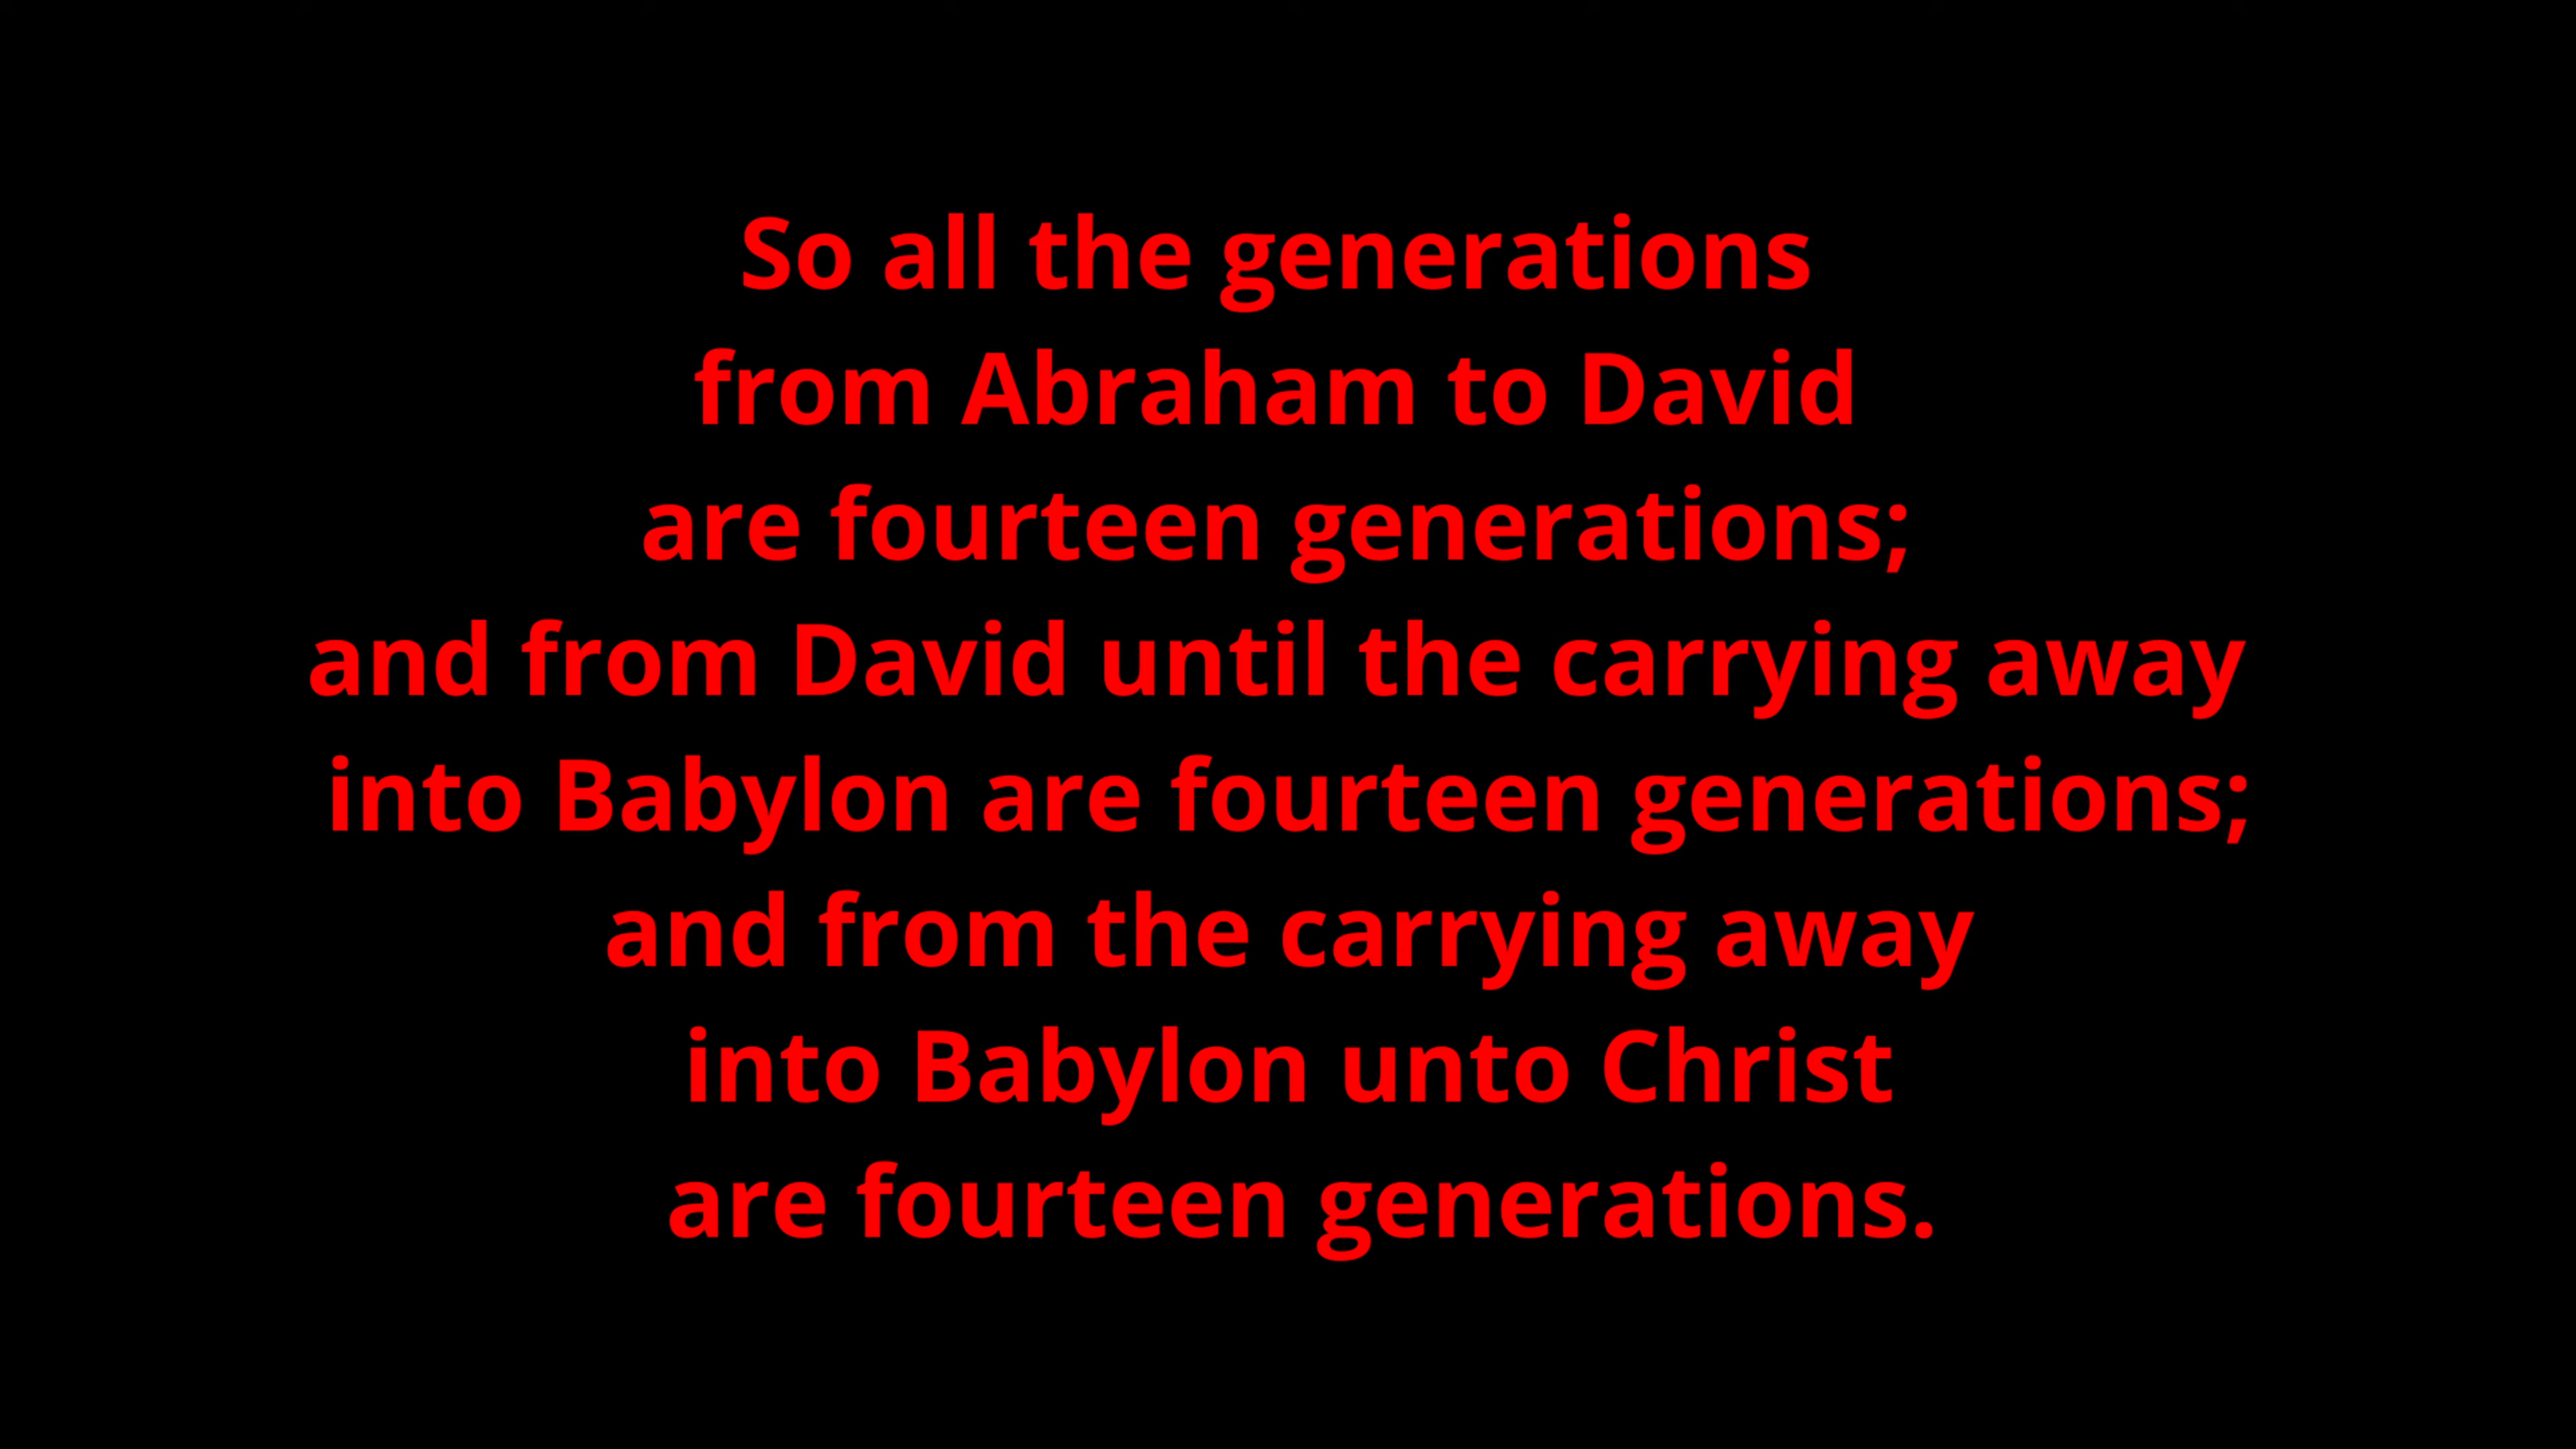 So all the generations
from Abraham to David
are fourteen generations;
and from David until the carrying away
into Babylon are fourteen generations;
and from the carrying away
into Babylon unto Christ
are fourteen generations.